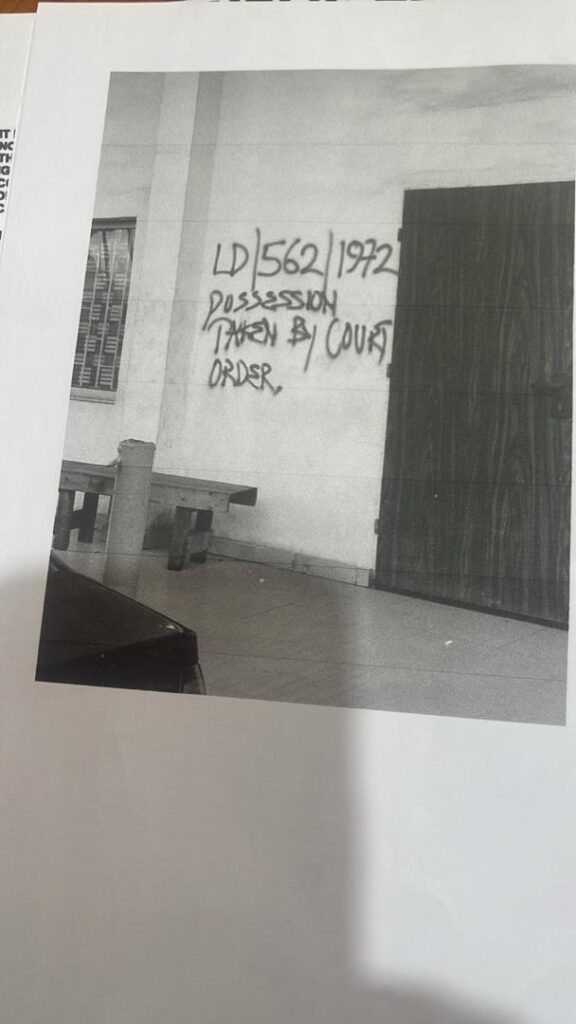 LD/562/1972
POSSESSION
TAKEN BY COURT
ORDER.